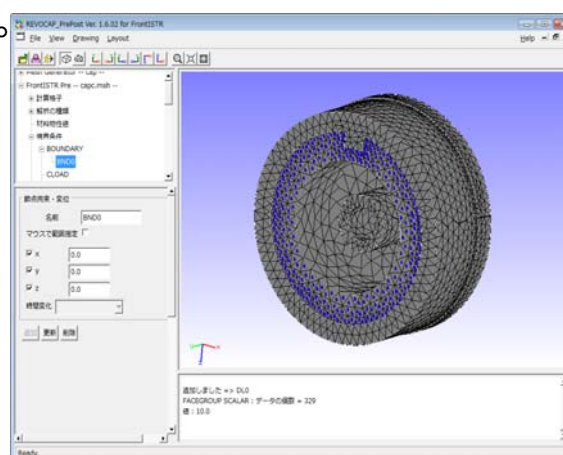 REVOCAP_PrePost Ver. 1.6.02 for FrontISTR
File View Drawing Layout Help
FrontISTR Pre -- capc.msh --
計算格子
解析の種類
材料物性値
境界条件
BOUNDARY
BND0
CLOAD
節点拘束・変位
名前 BND0
マウスで範囲指定
x 0.0
y 0.0
z 0.0
時間変化
追加 更新 削除
追加しました => DL0
FACEGROUP SCALAR : データの個数 = 329
値 : 10.0
Ready.